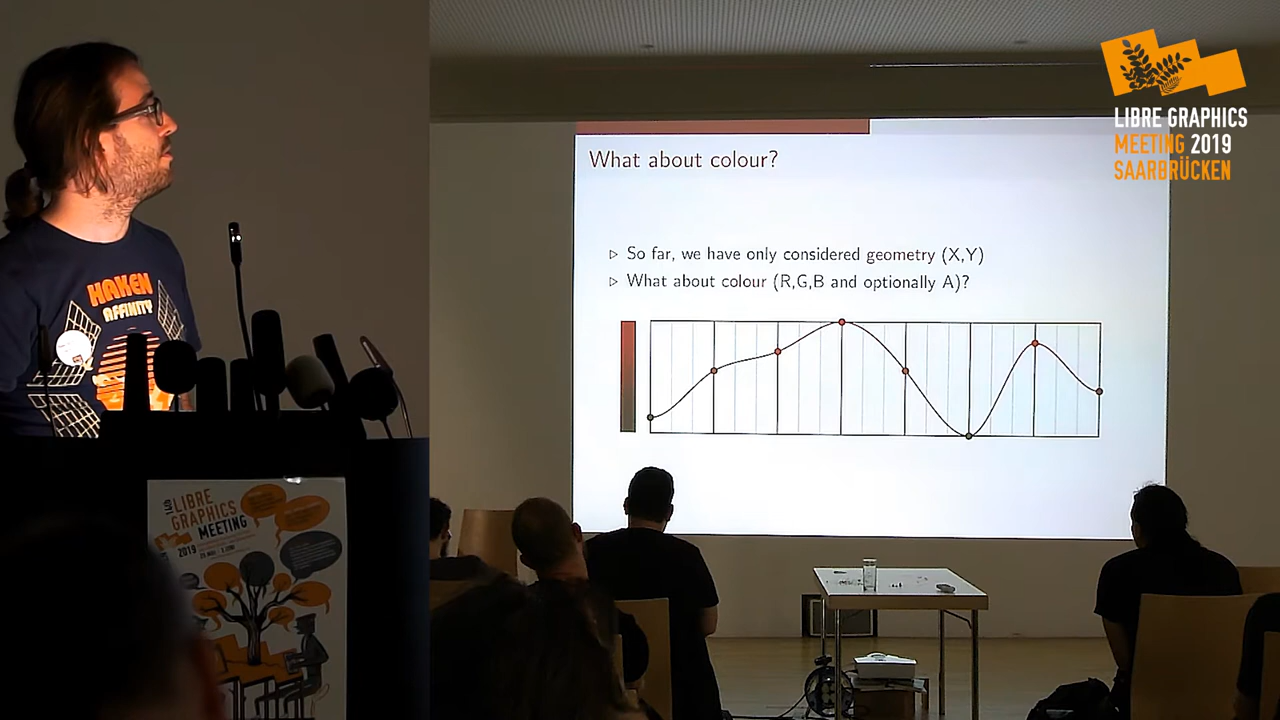 HAKEN
AFFINITY
What about colour?
▷ So far, we have only considered geometry (X,Y)
▷ What about colour (R,G,B and optionally A)?
LIBRE GRAPHICS
MEETING 2019
SAARBRÜCKEN
LIBRE
GRAPHICS
MEETING
2019